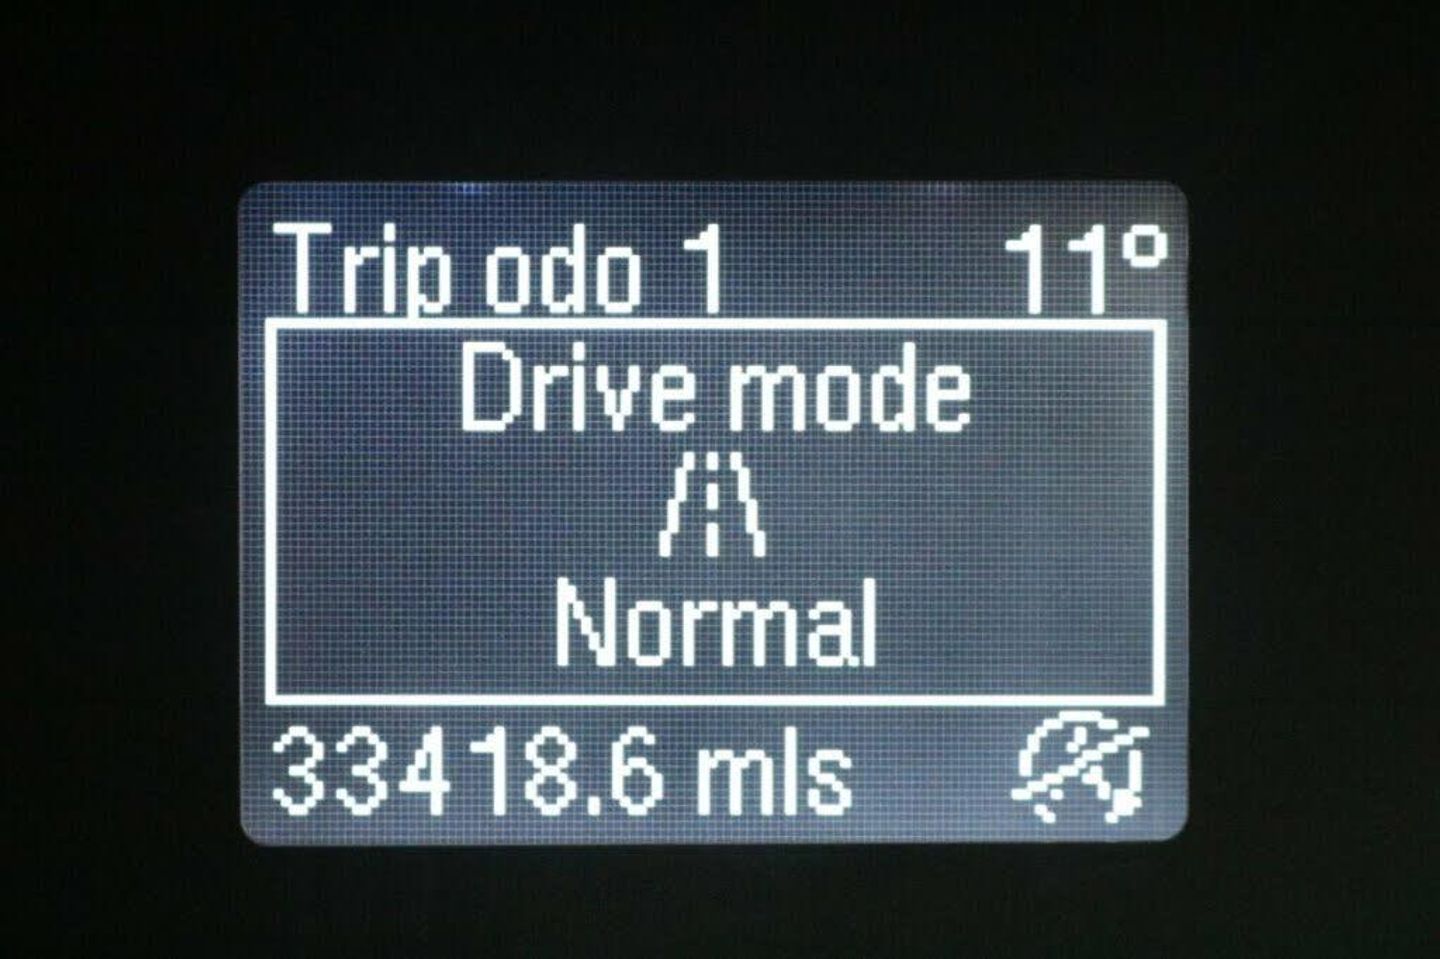 Trip odo 1 11°
Drive mode
Normal
33418.6 mls